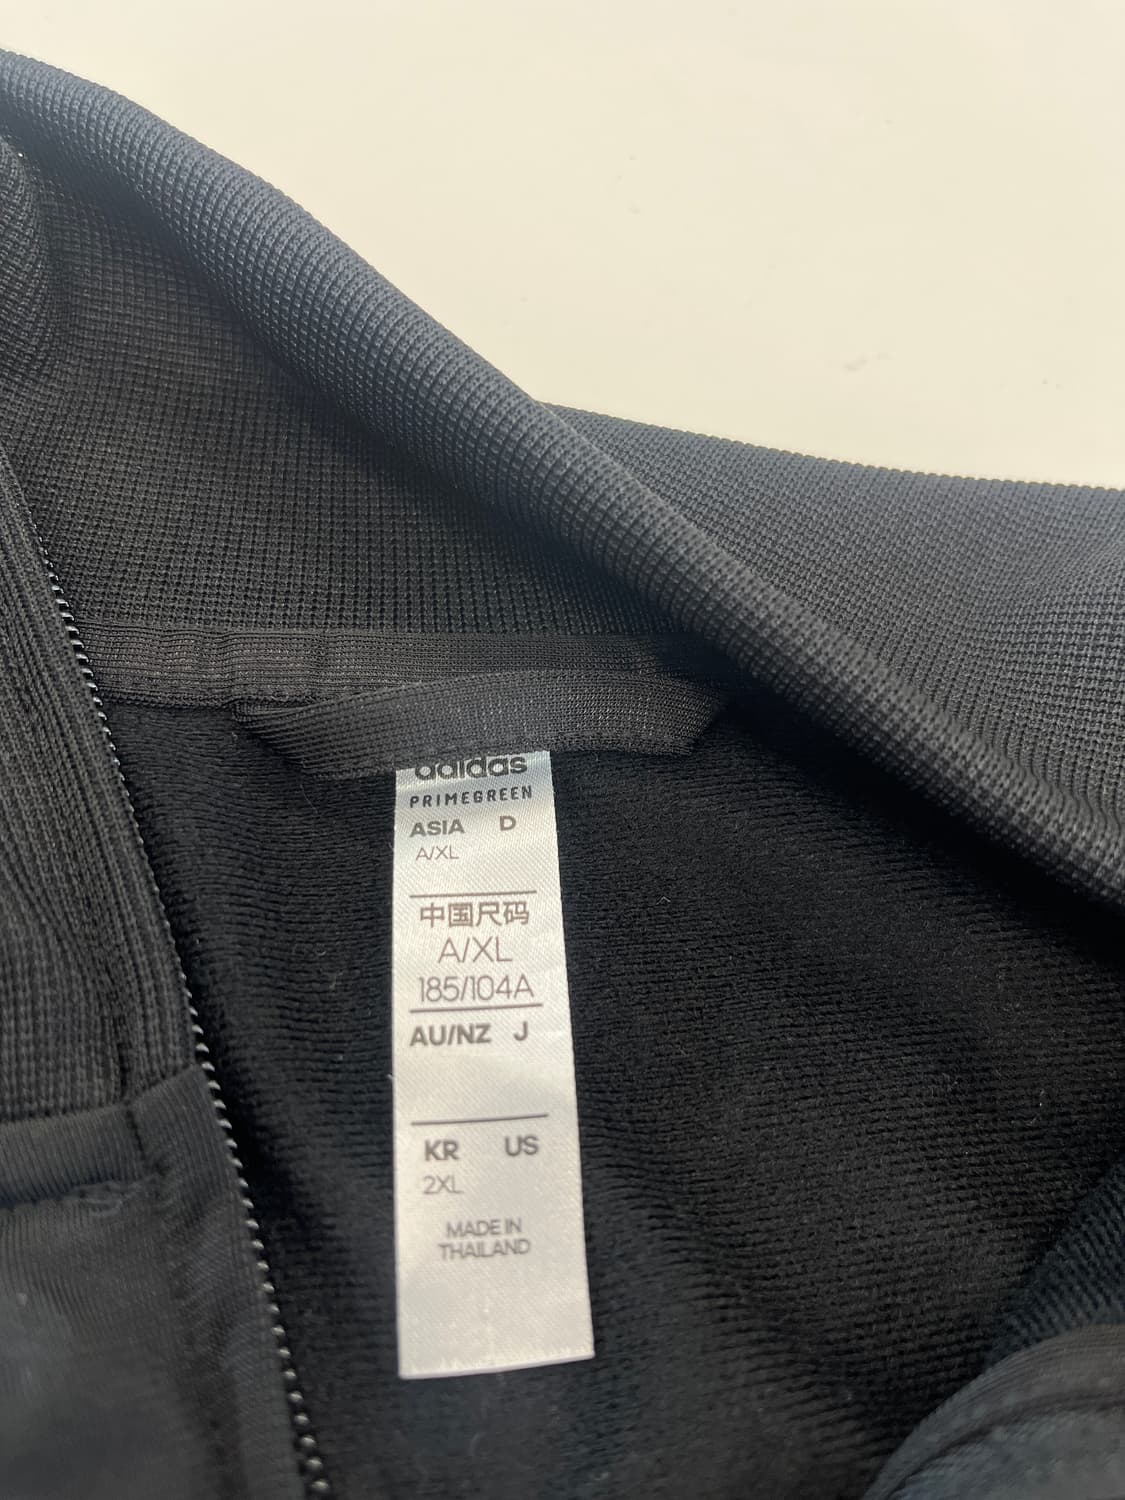 adidas
PRIMEGREEN
ASIA D
A/XL
中国尺码
A/XL
185/104A
AU/NZ J
KR US
2XL
MADE IN
THAILAND